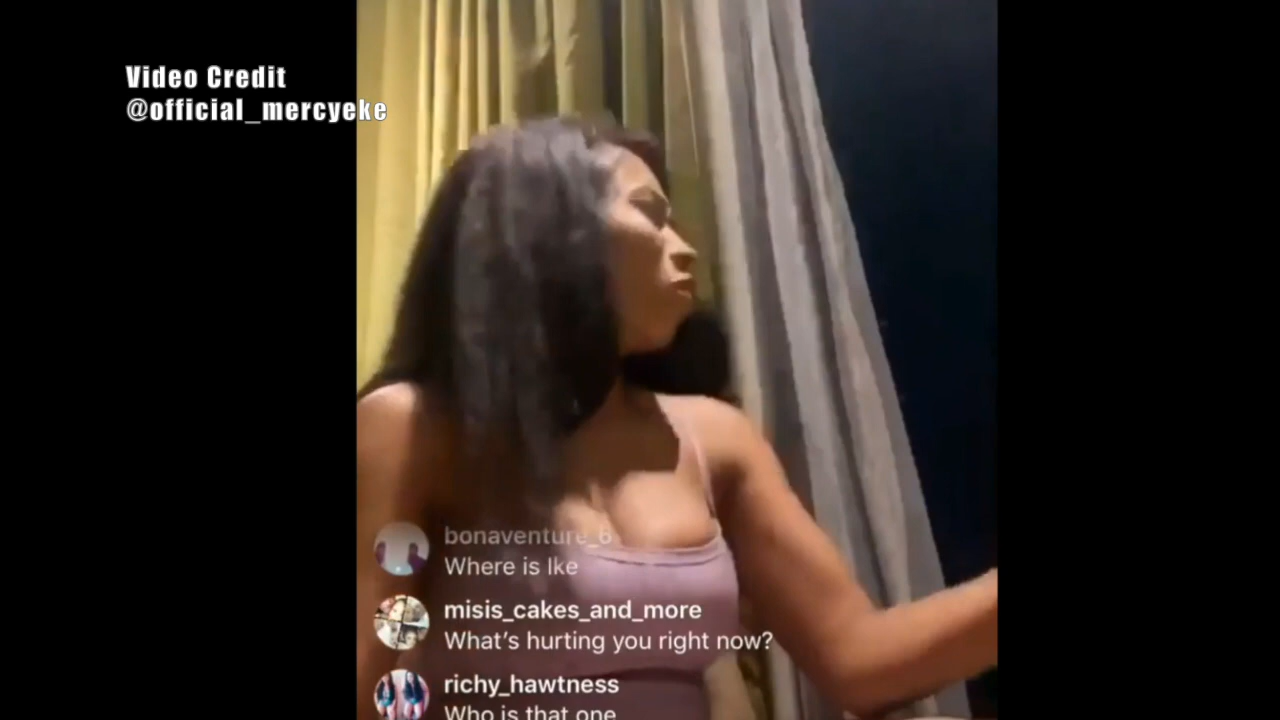 Video Credit
@official_mercyeke
bonaventure_6
Where is Ike
misis_cakes_and_more
What's hurting you right now?
richy_hawtness
Who is that one